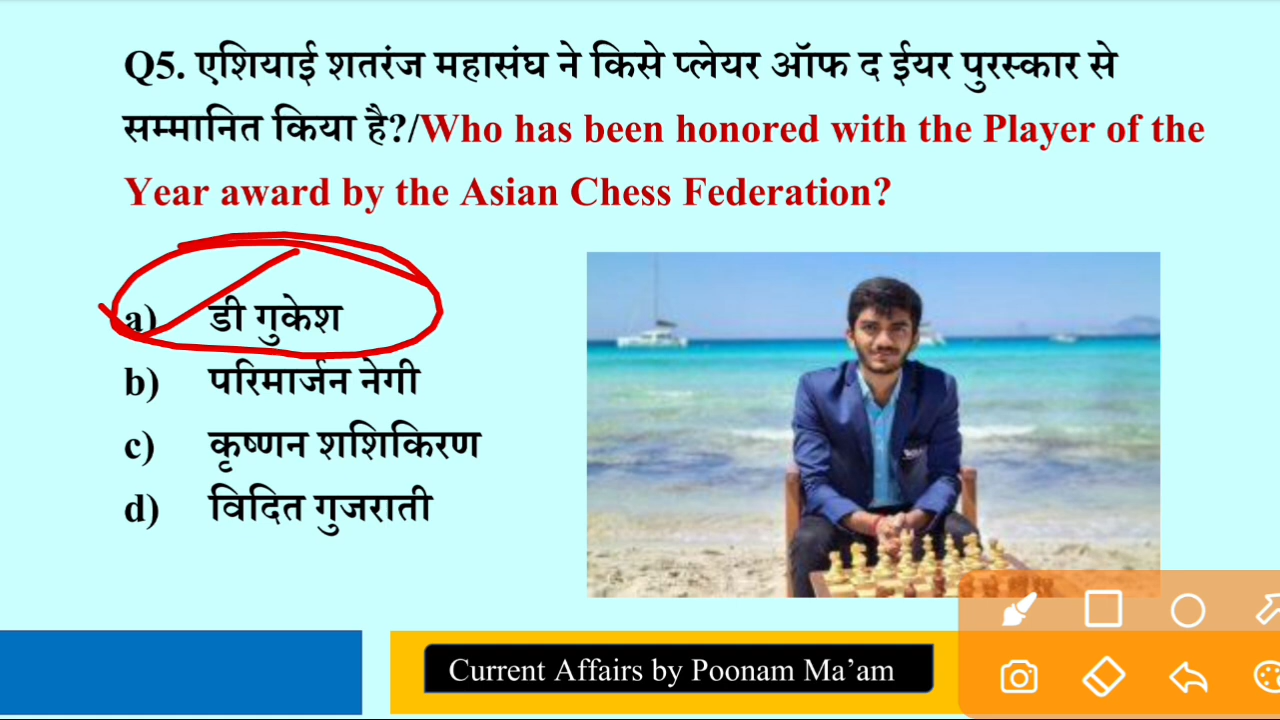 Q5. एशियाई शतरंज महासंघ ने किसे प्लेयर ऑफ द ईयर पुरस्कार से
सम्मानित किया है?/Who has been honored with the Player of the
Year award by the Asian Chess Federation?
a) डी गुकेश
b) परिमार्जन नेगी
c) कृष्णन शशिकिरण
d) विदित गुजराती
Current Affairs by Poonam Ma’am